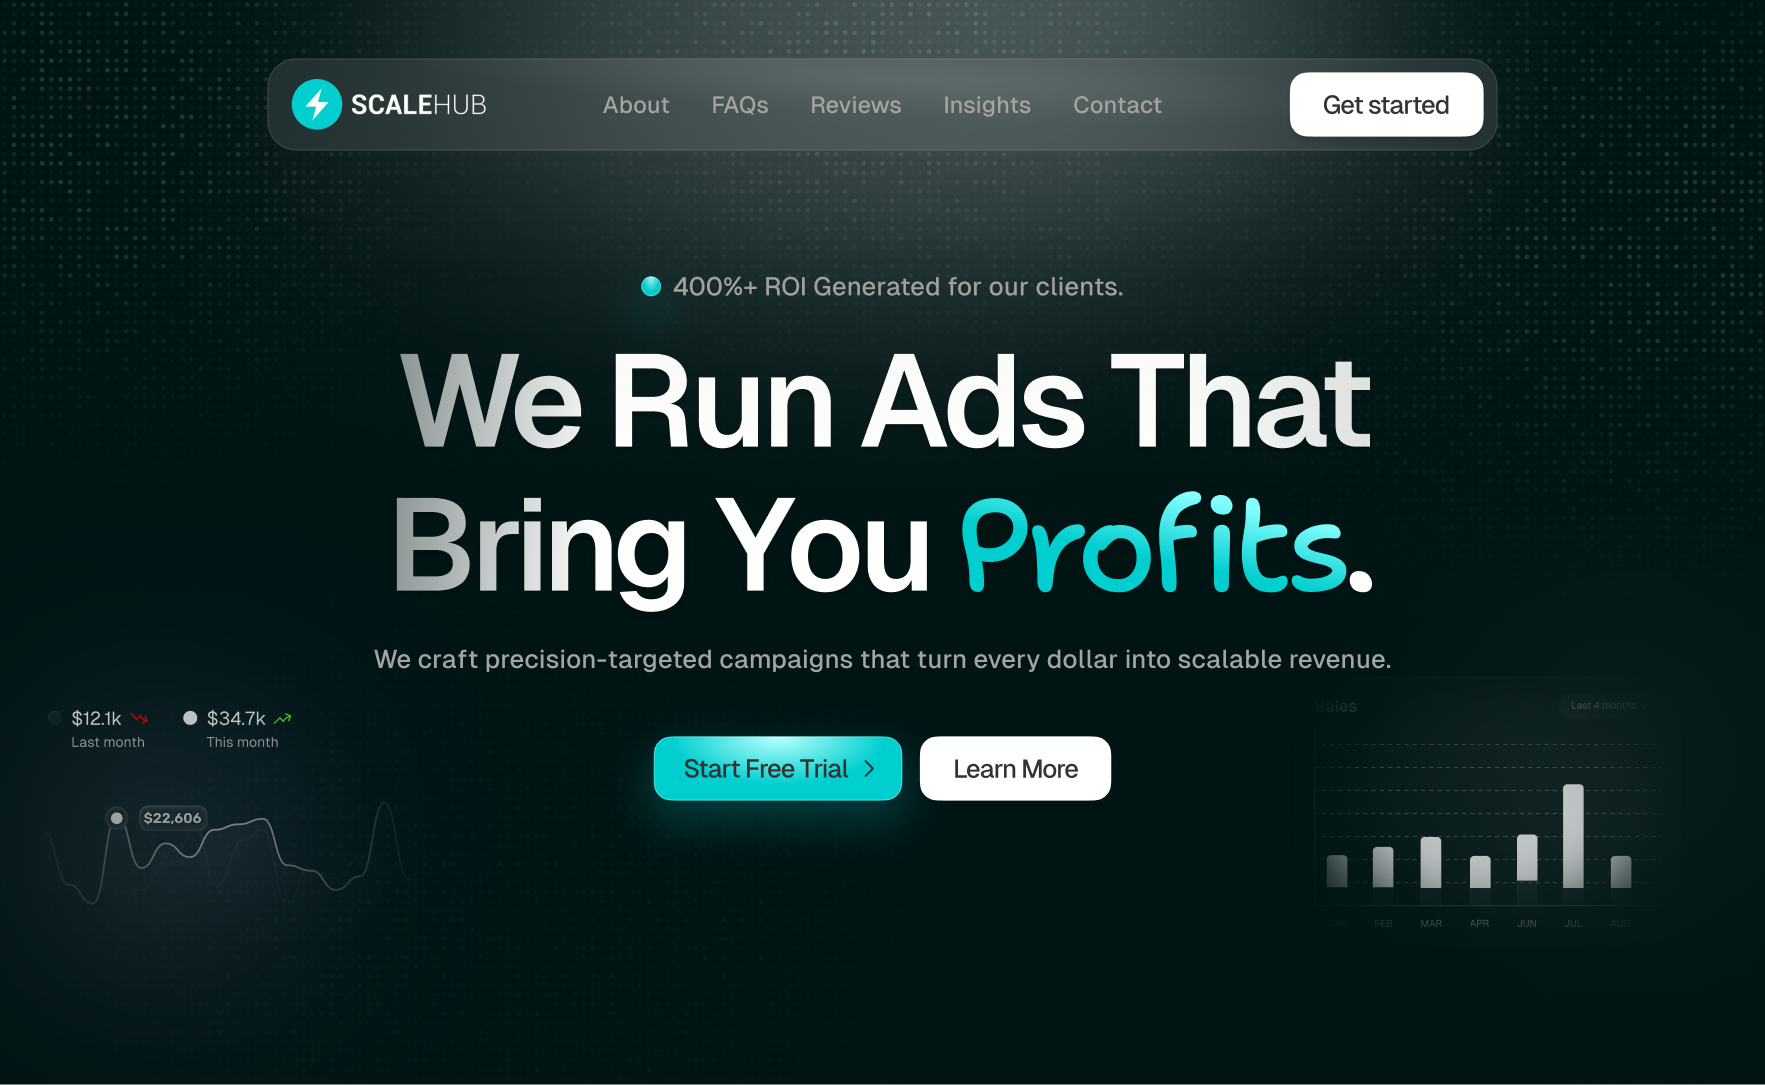 SCALEHUB
About FAQs Reviews Insights Contact
Get started
400%+ ROI Generated for our clients.
We Run Ads That
Bring You Profits.
We craft precision-targeted campaigns that turn every dollar into scalable revenue.
Start Free Trial
Learn More
$12.1k $34.7k
Last month This month
$22,606
Sales Last 4 months
JAN FEB MAR APR JUN JUL AUG